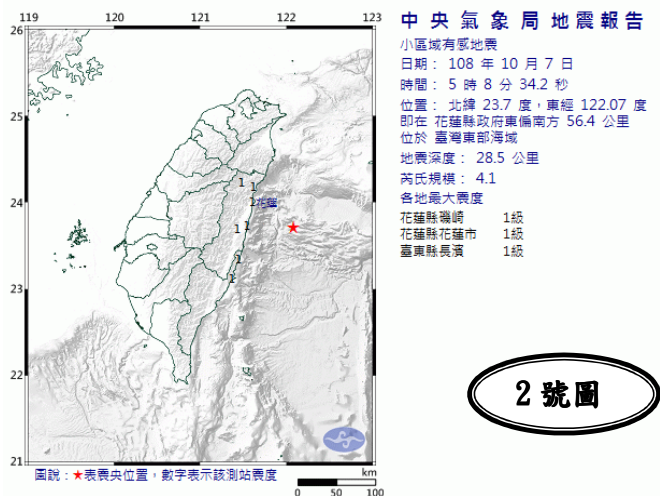 119 120 121 122 123
26
25
24
23
22
21
1 1
1花蓮
1 1
1
1
圖說：★表震央位置，數字表示該測站震度
km
0 50 100
中央氣象局地震報告
小區域有感地震
日期： 108 年 10 月 7 日
時間： 5 時 8 分 34.2 秒
位置： 北緯 23.7 度，東經 122.07 度
即在 花蓮縣政府東偏南方 56.4 公里
位於 臺灣東部海域
地震深度： 28.5 公里
芮氏規模： 4.1
各地最大震度
花蓮縣磯崎 1級
花蓮縣花蓮市 1級
臺東縣長濱 1級
2 號圖